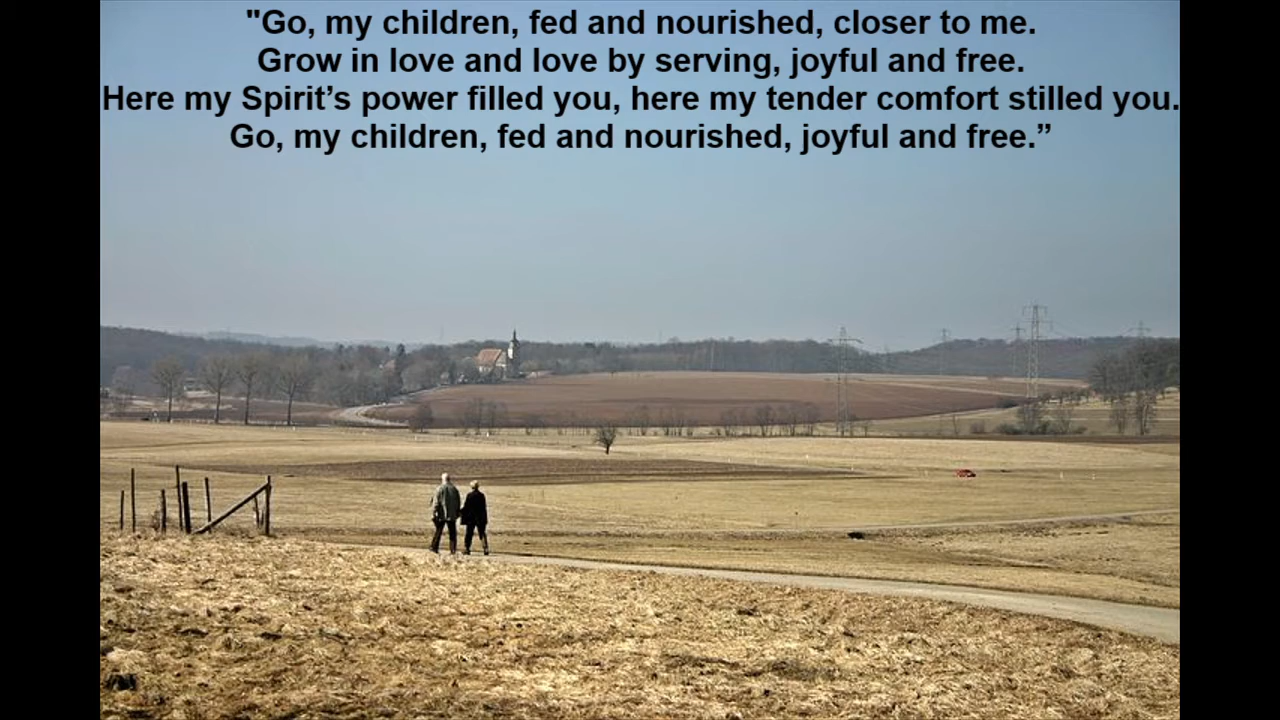 "Go, my children, fed and nourished, closer to me.
Grow in love and love by serving, joyful and free.
Here my Spirit’s power filled you, here my tender comfort stilled you.
Go, my children, fed and nourished, joyful and free.”